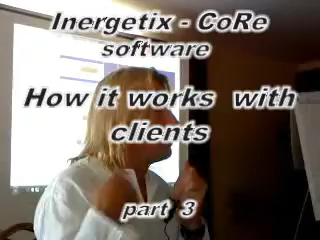 Inergetix - CoRe
software
How it works with
clients
part 3